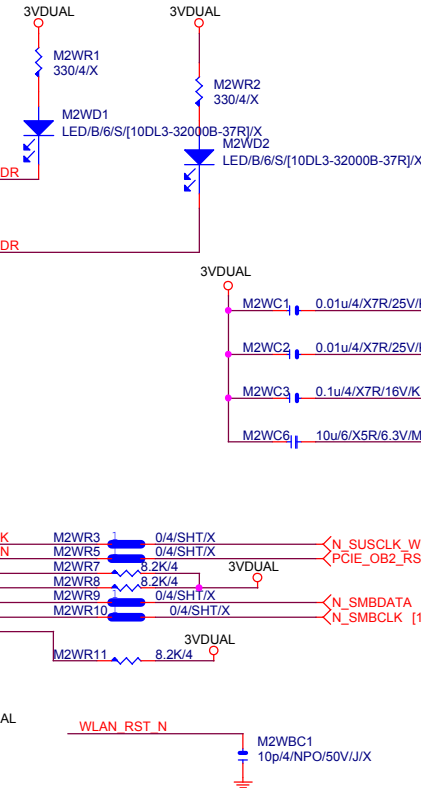 3VDUAL 3VDUAL
M2WR1
330/4/X
M2WR2
330/4/X
M2WD1
LED/B/6/S/[10DL3-32000B-37R]/X
M2WD2
LED/B/6/S/[10DL3-32000B-37R]/X
DR
DR
3VDUAL
M2WC1 0.01u/4/X7R/25V/
M2WC2 0.01u/4/X7R/25V/
M2WC3 0.1u/4/X7R/16V/K
M2WC6 10u/6/X5R/6.3V/M
K M2WR3 1 0/4/SHT/X N_SUSCLK_W
N M2WR5 0/4/SHT/X PCIE_OB2_RS
M2WR7 8.2K/4 3VDUAL
M2WR8 8.2K/4
M2WR9 1 0/4/SHT/X N_SMBDATA
M2WR10 0/4/SHT/X N_SMBCLK [1
3VDUAL
M2WR11 8.2K/4
AL
WLAN_RST_N
M2WBC1
10p/4/NPO/50V/J/X